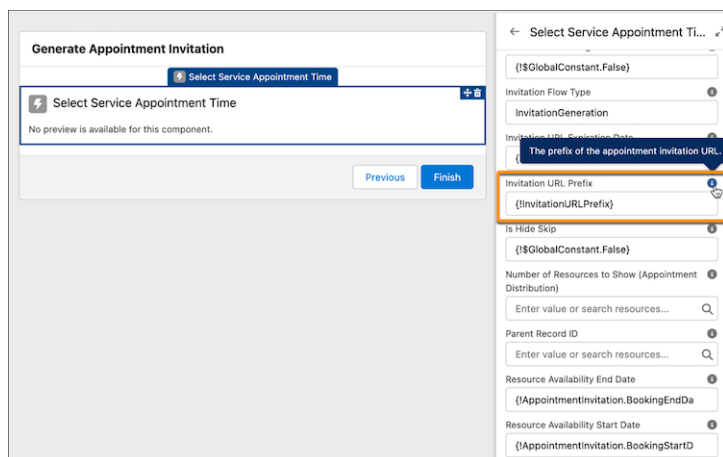 Generate Appointment Invitation
Select Service Appointment Time
Select Service Appointment Time
No preview is available for this component.
Previous
Finish
Select Service Appointment Ti...
{!$GlobalConstant.False}
Invitation Flow Type
InvitationGeneration
Invitation URL Expiration Date
The prefix of the appointment invitation URL.
Invitation URL Prefix
{!InvitationURLPrefix}
Is Hide Skip
{!$GlobalConstant.False}
Number of Resources to Show (Appointment
Distribution)
Enter value or search resources...
Parent Record ID
Enter value or search resources...
Resource Availability End Date
{!AppointmentInvitation.BookingEndDa
Resource Availability Start Date
{!AppointmentInvitation.BookingStartD